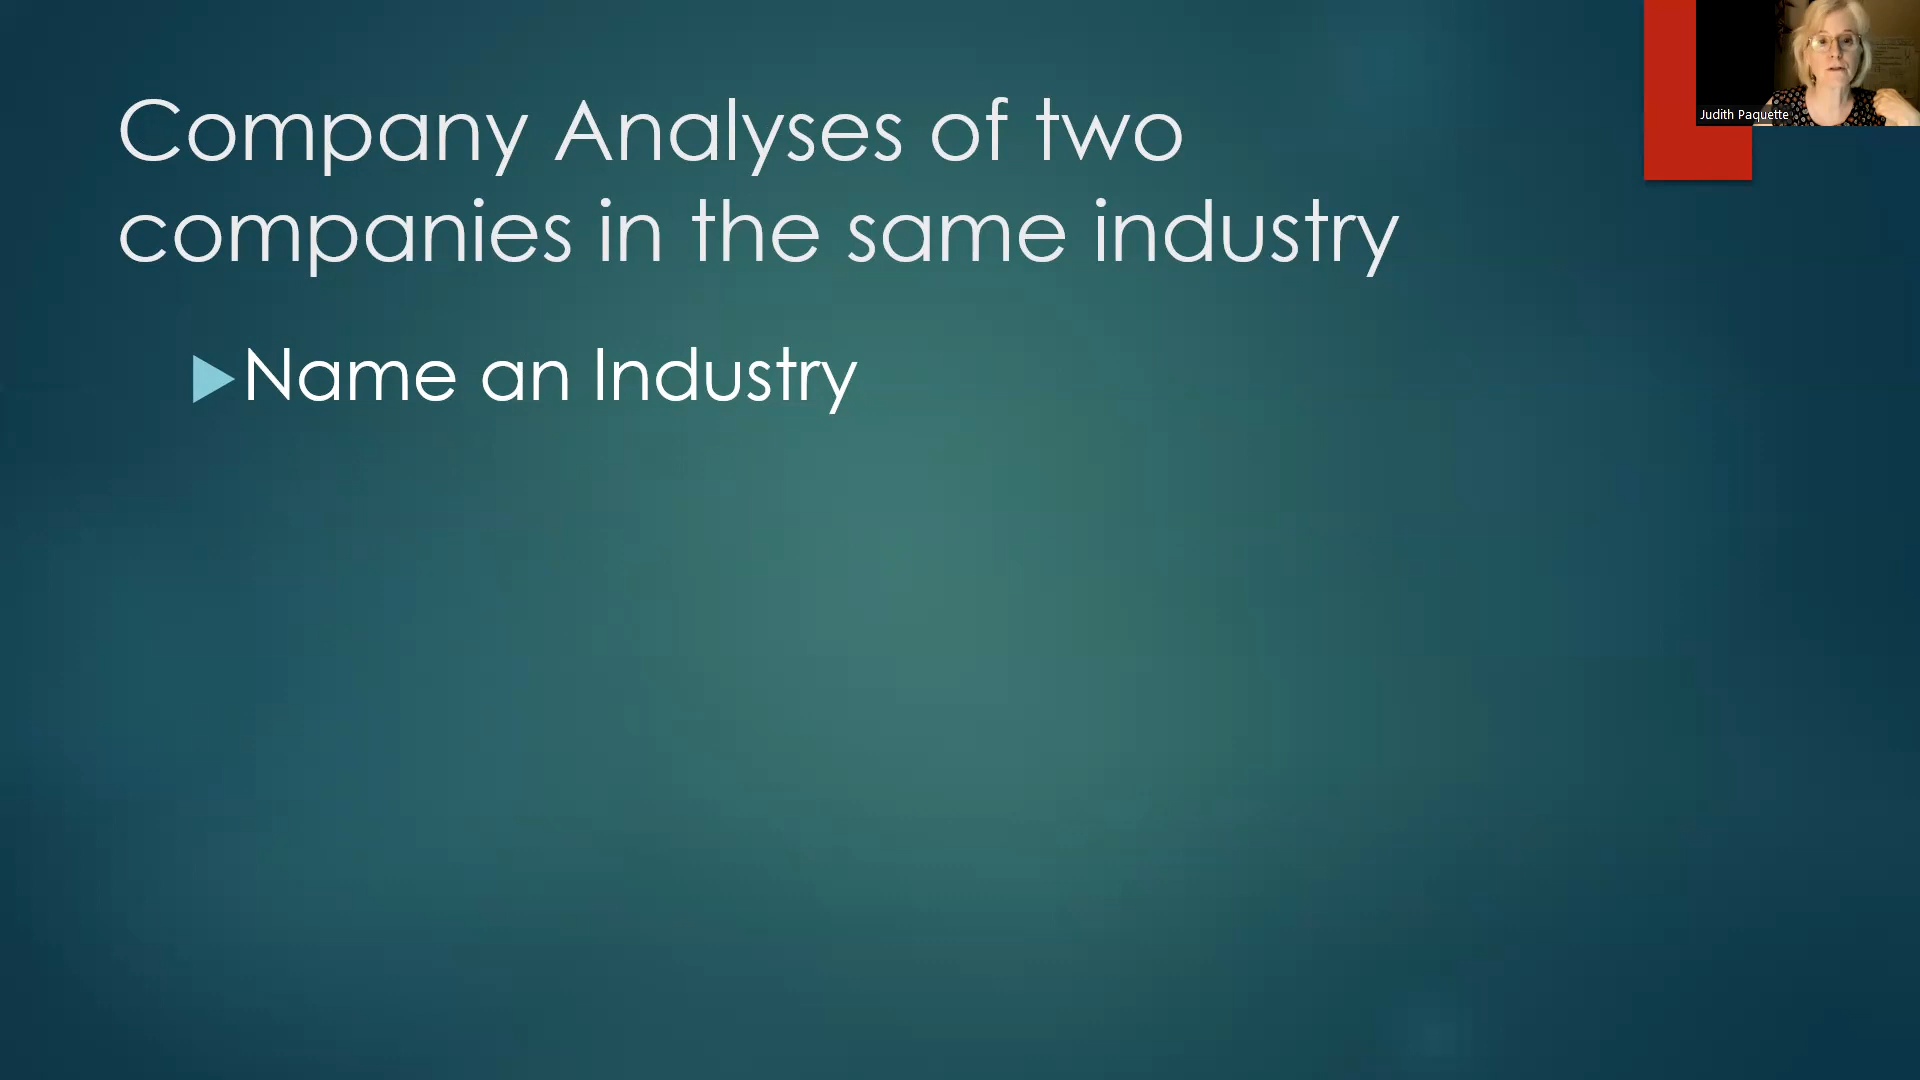 Company Analyses of two
companies in the same industry
Name an Industry
Judith Paquette